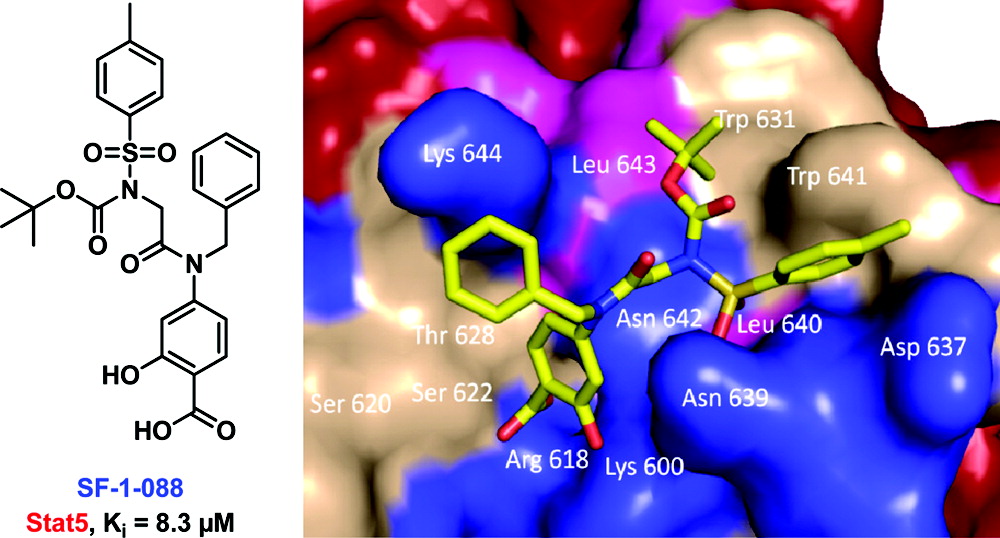 O=S=O
N
O
O
O
N
HO
HO
O
SF-1-088
Stat5, Ki = 8.3 μM
Trp 631
Lys 644
Leu 643
Trp 641
Asn 642
Leu 640
Thr 628
Asp 637
Ser 622
Asn 639
Ser 620
Arg 618
Lys 600